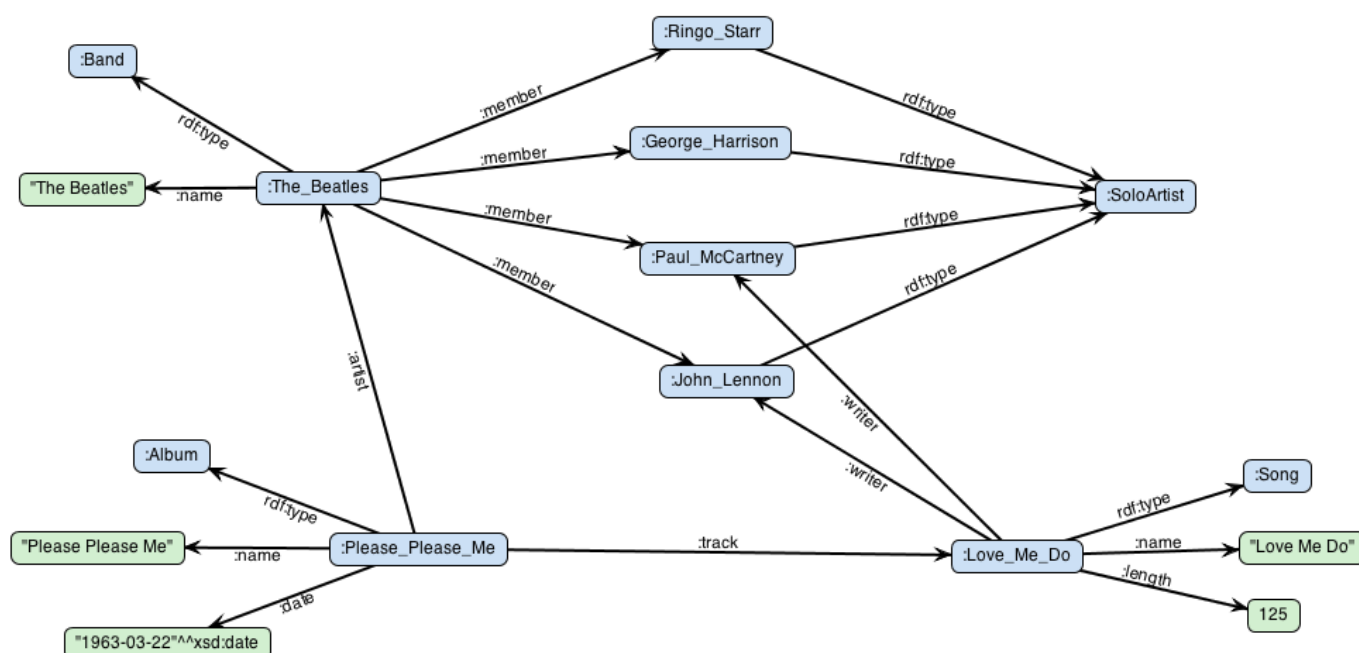 :Ringo_Starr
:Band
:member
rdf:type
rdf:type
:George_Harrison
:member
rdf:type
"The Beatles"
:name
:The_Beatles
:SoloArtist
:member
rdf:type
:Paul_McCartney
:member
rdf:type
:artist
:John_Lennon
:writer
:Album
:writer
:Song
rdf:type
rdf:type
"Please Please Me"
:name
:Please_Please_Me
:track
:Love_Me_Do
:name
"Love Me Do"
:length
:date
125
"1963-03-22"^^xsd:date